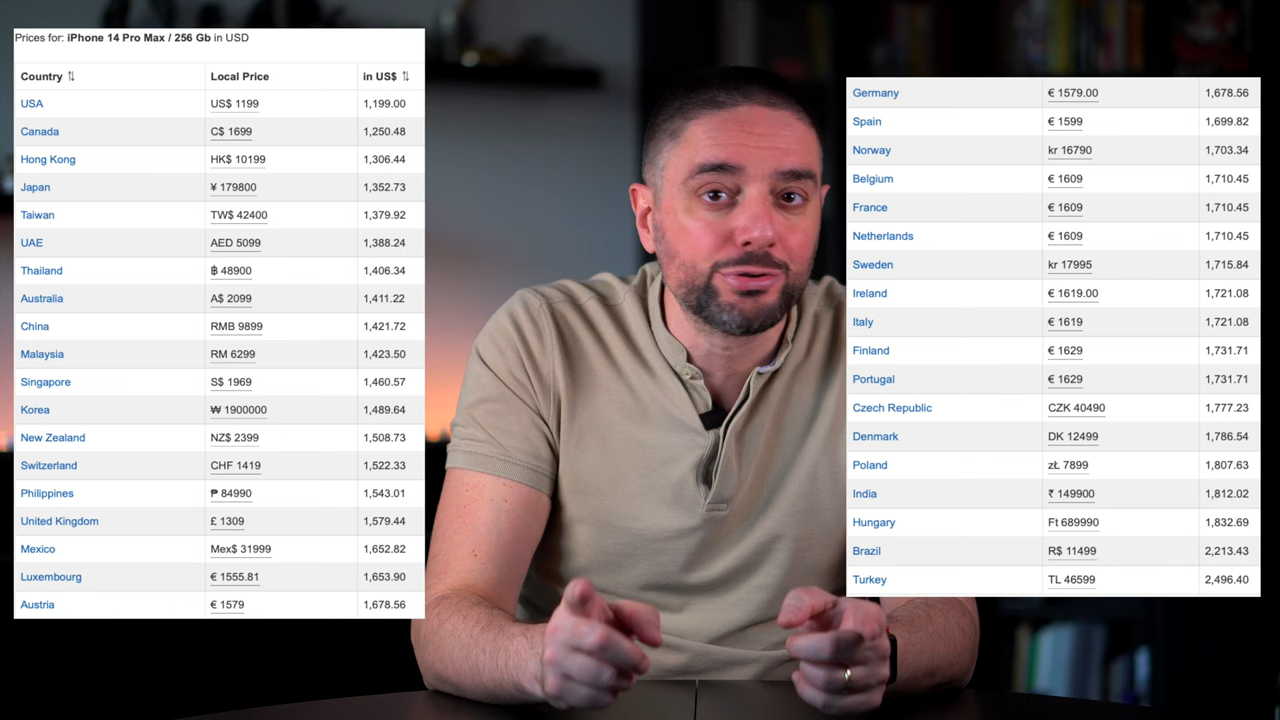 Prices for: iPhone 14 Pro Max / 256 Gb in USD
Country ⇅ Local Price in US$ ⇅
USA US$ 1199 1,199.00
Canada C$ 1699 1,250.48
Hong Kong HK$ 10199 1,306.44
Japan ¥ 179800 1,352.73
Taiwan TW$ 42400 1,379.92
UAE AED 5099 1,388.24
Thailand ฿ 48900 1,406.34
Australia A$ 2099 1,411.22
China RMB 9899 1,421.72
Malaysia RM 6299 1,423.50
Singapore S$ 1969 1,460.57
Korea ₩ 1900000 1,489.64
New Zealand NZ$ 2399 1,508.73
Switzerland CHF 1419 1,522.33
Philippines ₱ 84990 1,543.01
United Kingdom £ 1309 1,579.44
Mexico Mex$ 31999 1,652.82
Luxembourg € 1555.81 1,653.90
Austria € 1579 1,678.56
Germany € 1579.00 1,678.56
Spain € 1599 1,699.82
Norway kr 16790 1,703.34
Belgium € 1609 1,710.45
France € 1609 1,710.45
Netherlands € 1609 1,710.45
Sweden kr 17995 1,715.84
Ireland € 1619.00 1,721.08
Italy € 1619 1,721.08
Finland € 1629 1,731.71
Portugal € 1629 1,731.71
Czech Republic CZK 40490 1,777.23
Denmark DK 12499 1,786.54
Poland zŁ 7899 1,807.63
India ₹ 149900 1,812.02
Hungary Ft 689990 1,832.69
Brazil R$ 11499 2,213.43
Turkey TL 46599 2,496.40